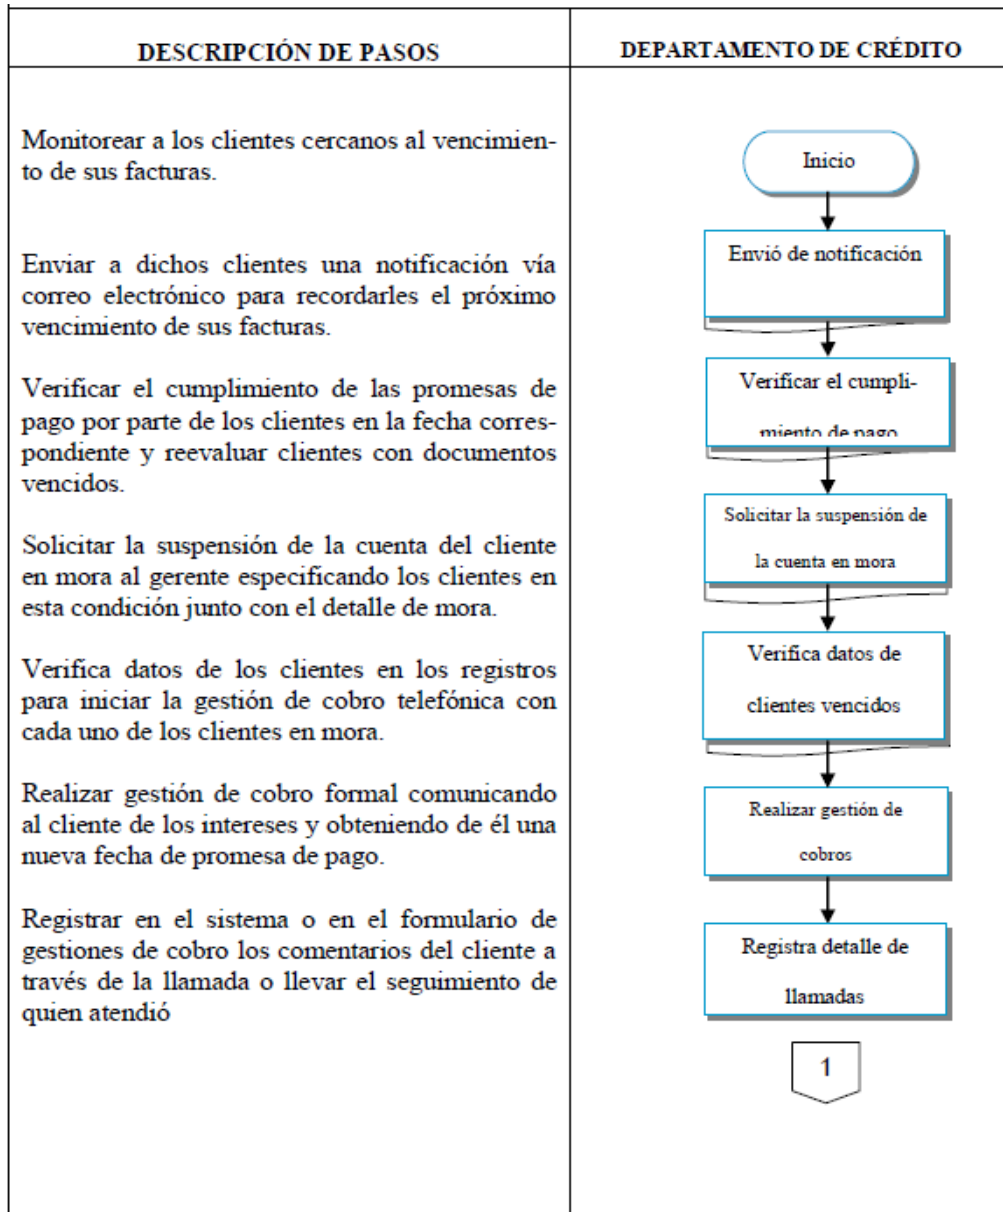 DESCRIPCIÓN DE PASOS
DEPARTAMENTO DE CRÉDITO
Monitorear a los clientes cercanos al vencimien-
to de sus facturas.
Enviar a dichos clientes una notificación vía
correo electrónico para recordarles el próximo
vencimiento de sus facturas.
Verificar el cumplimiento de las promesas de
pago por parte de los clientes en la fecha corres-
pondiente y reevaluar clientes con documentos
vencidos.
Solicitar la suspensión de la cuenta del cliente
en mora al gerente especificando los clientes en
esta condición junto con el detalle de mora.
Verifica datos de los clientes en los registros
para iniciar la gestión de cobro telefónica con
cada uno de los clientes en mora.
Realizar gestión de cobro formal comunicando
al cliente de los intereses y obteniendo de él una
nueva fecha de promesa de pago.
Registrar en el sistema o en el formulario de
gestiones de cobro los comentarios del cliente a
través de la llamada o llevar el seguimiento de
quien atendió
Inicio
Envió de notificación
Verificar el cumpli-
miento de pago
Solicitar la suspensión de
la cuenta en mora
Verifica datos de
clientes vencidos
Realizar gestión de
cobros
Registra detalle de
llamadas
1